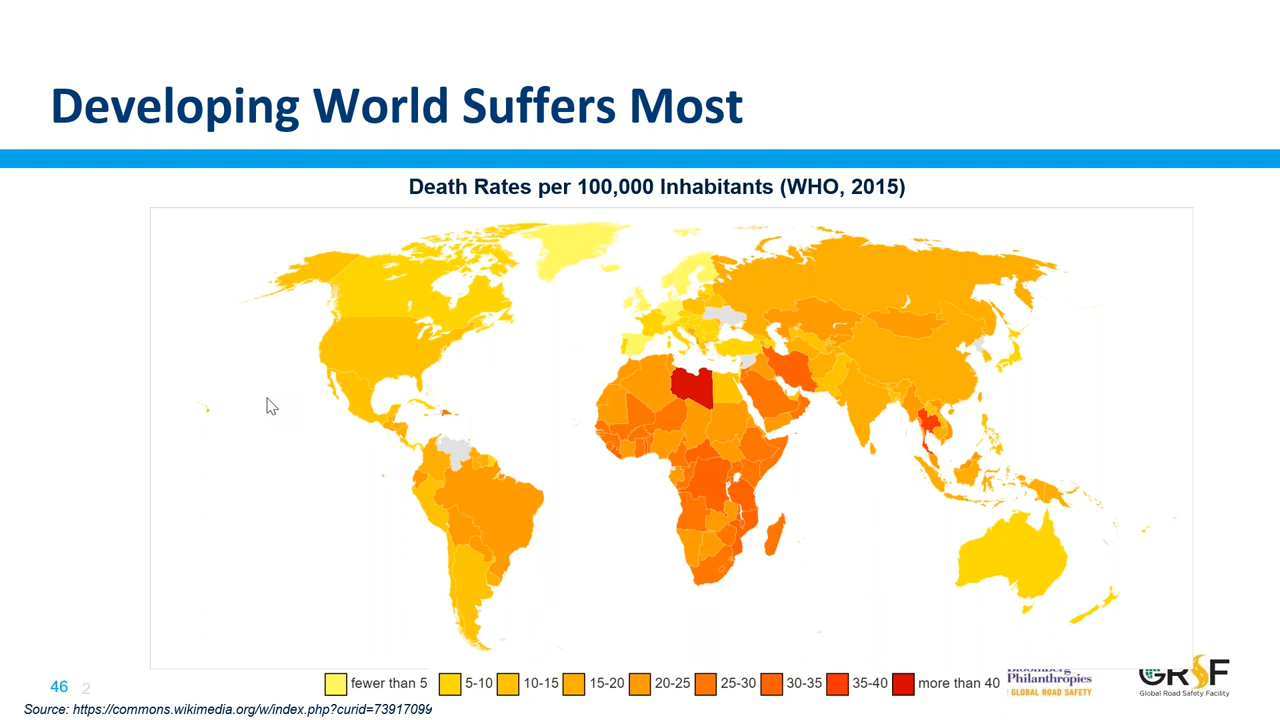 Developing World Suffers Most
Death Rates per 100,000 Inhabitants (WHO, 2015)
fewer than 5 5-10 10-15 15-20 20-25 25-30 30-35 35-40 more than 40
Philanthropies
GLOBAL ROAD SAFETY
GRSF
Global Road Safety Facility
46 2
Source: https://commons.wikimedia.org/w/index.php?curid=73917099